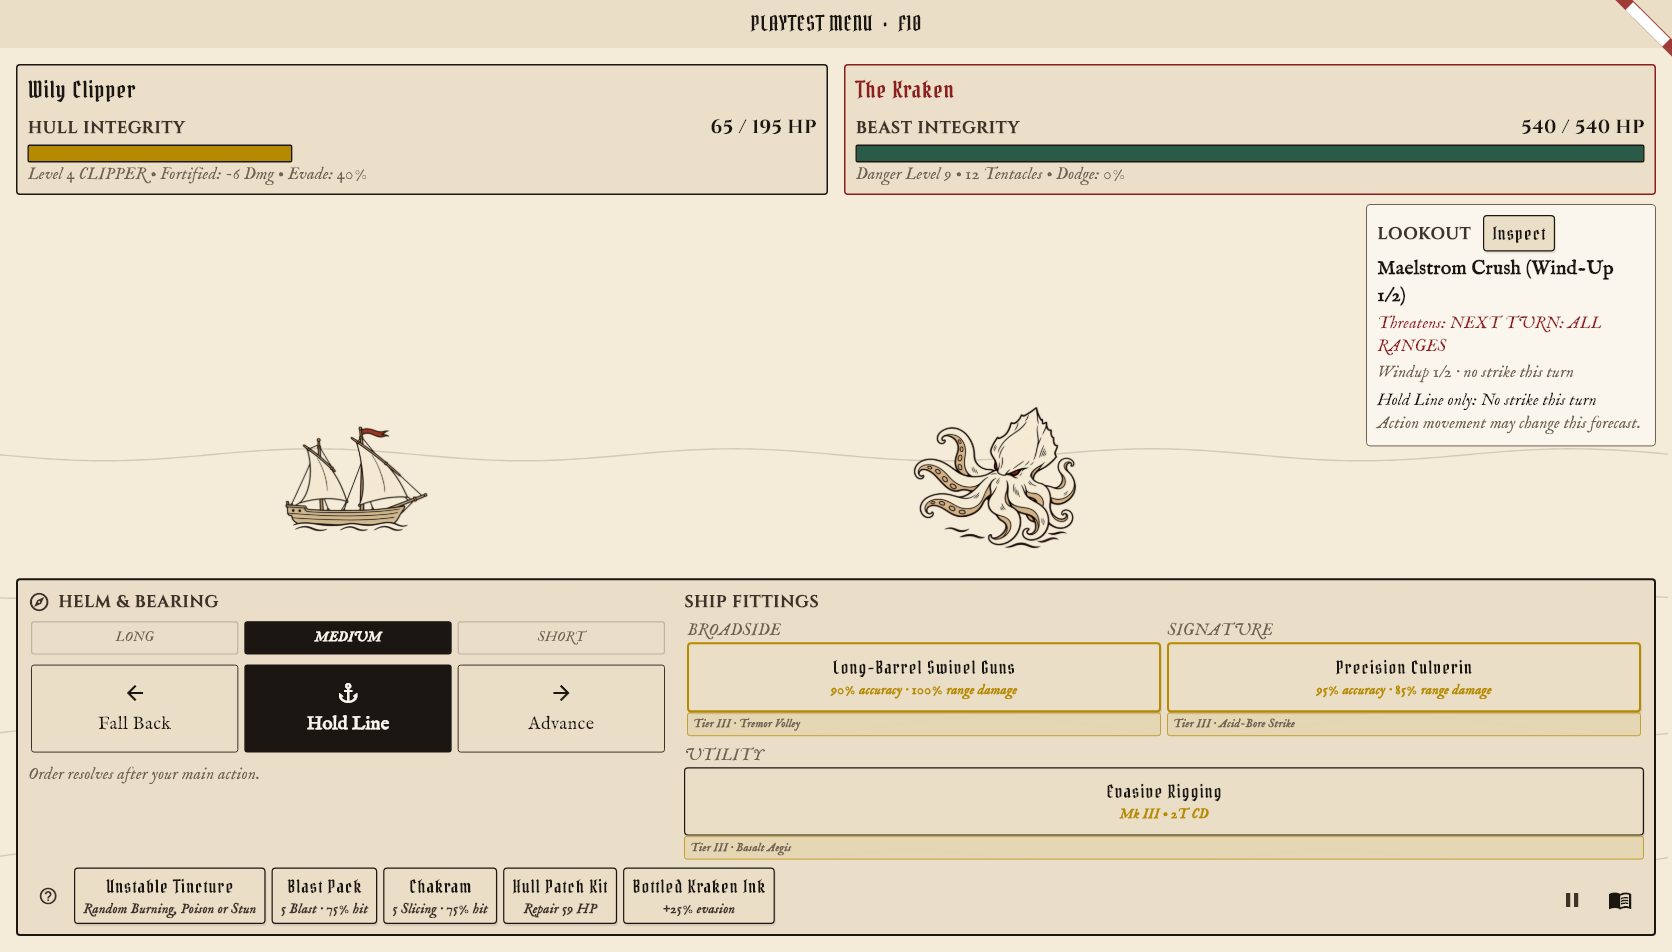 PLAYTEST MENU · F10
Wily Clipper
HULL INTEGRITY
65 / 195 HP
Level 4 CLIPPER • Fortified: -6 Dmg • Evade: 40%
The Kraken
BEAST INTEGRITY
540 / 540 HP
Danger Level 9 • 12 Tentacles • Dodge: 0%
LOOKOUT
Inspect
Maelstrom Crush (Wind-Up
1/2)
Threatens: NEXT TURN: ALL
RANGES
Windup 1/2 · no strike this turn
Hold Line only: No strike this turn
Action movement may change this forecast.
HELM & BEARING
LONG
MEDIUM
SHORT
Fall Back
Hold Line
Advance
Order resolves after your main action.
SHIP FITTINGS
BROADSIDE
SIGNATURE
Long-Barrel Swivel Guns
90% accuracy · 100% range damage
Tier III · Tremor Volley
Precision Culverin
95% accuracy · 85% range damage
Tier III · Acid-Bore Strike
UTILITY
Evasive Rigging
Mk III • 2T CD
Tier III · Basalt Aegis
Unstable Tincture
Random Burning, Poison or Stun
Blast Pack
5 Blast · 75% hit
Chakram
5 Slicing · 75% hit
Hull Patch Kit
Repair 59 HP
Bottled Kraken Ink
+25% evasion